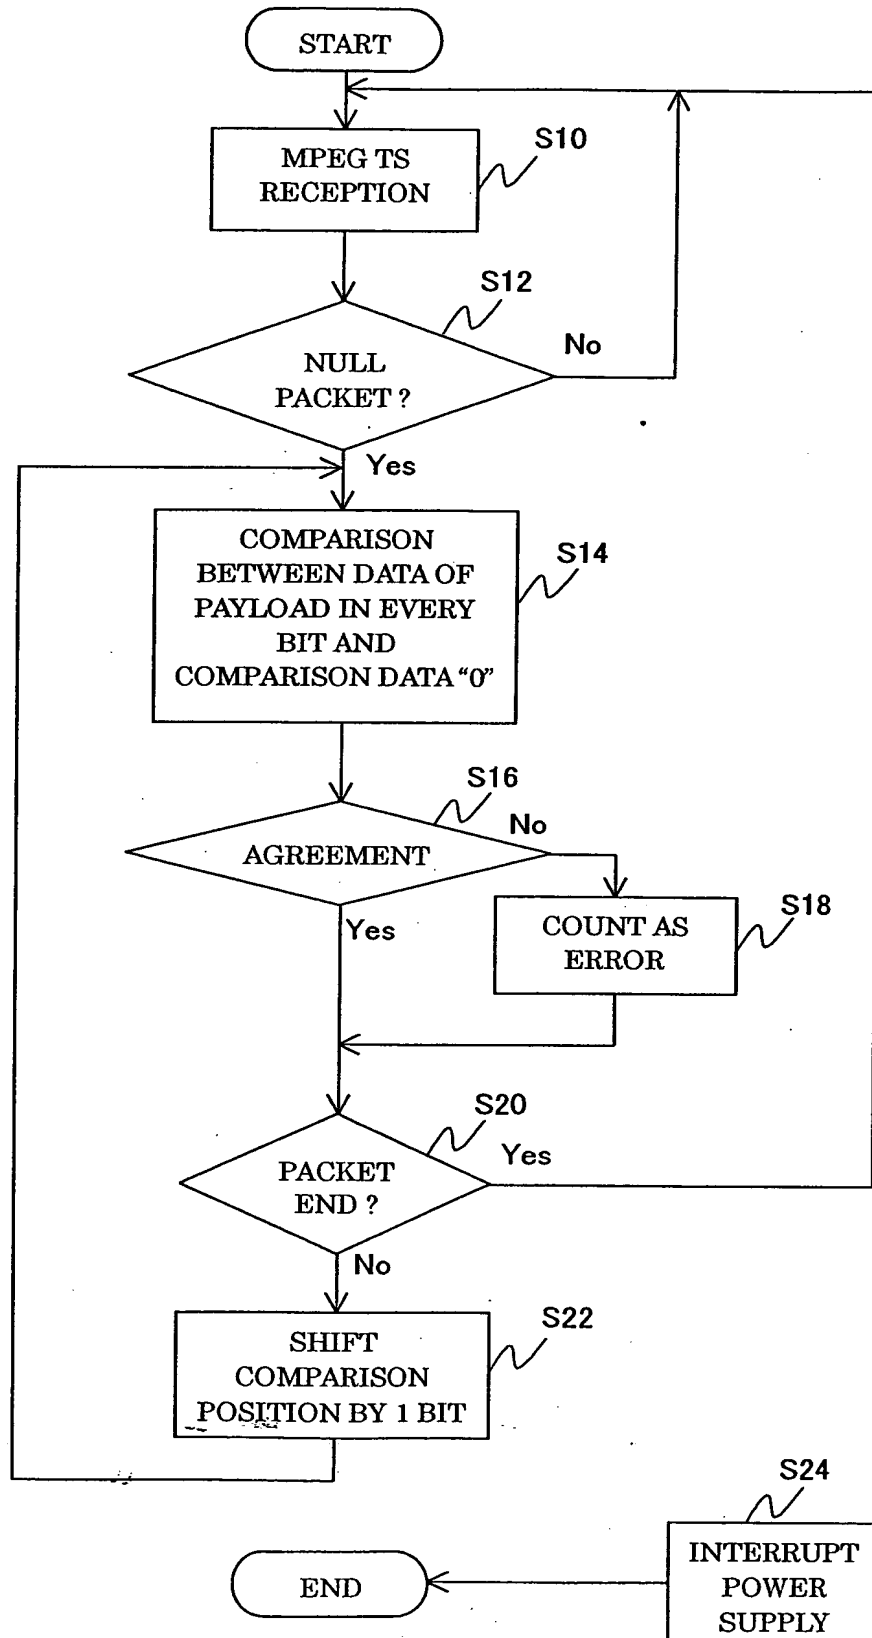 START
MPEG TS
RECEPTION
S10
S12
NULL
PACKET ?
No
Yes
COMPARISON
BETWEEN DATA OF
PAYLOAD IN EVERY
BIT AND
COMPARISON DATA "0"
S14
S16
AGREEMENT
No
Yes
COUNT AS
ERROR
S18
S20
PACKET
END ?
Yes
No
SHIFT
COMPARISON
POSITION BY 1 BIT
S22
S24
INTERRUPT
POWER
SUPPLY
END